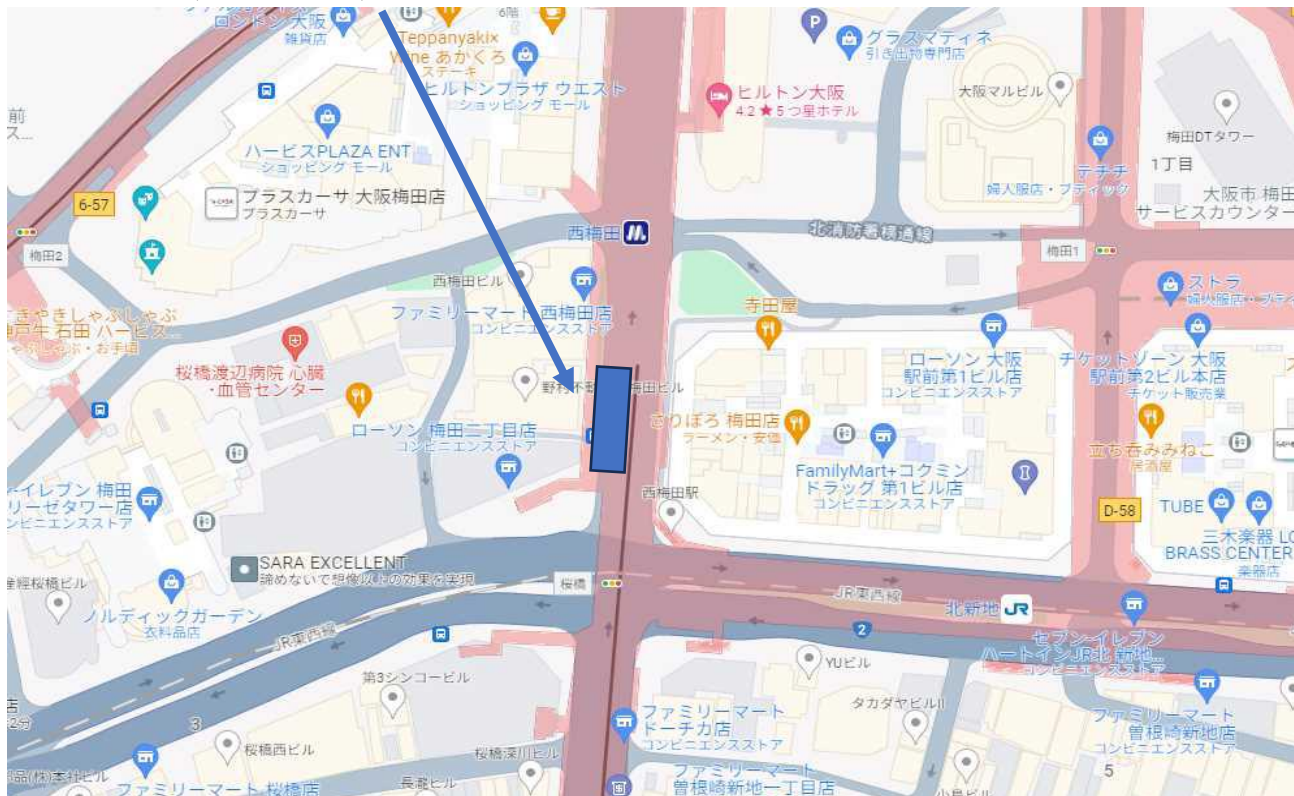 ロンドン 大阪
雑貨店
6階
Teppanyaki×
Wine あかくろ
ステーキ
ヒルトンプラザ ウエスト
ショッピング モール
P
グラスマティネ
引き出物専門店
ヒルトン大阪
4.2★5 つ星ホテル
大阪マルビル
前
ス...
梅田DTタワー
テチチ
婦人服店・ブティック
1丁目
大阪市 梅田
サービスカウンター
ハービスPLAZA ENT
ショッピング モール
プラスカーサ 大阪梅田店
プラスカーサ
6-57
梅田2
西梅田
北消防署横通線
梅田1
西梅田ビル
ファミリーマート 西梅田店
コンビニエンスストア
ストラ
寺田屋
桜橋渡辺病院 心臓
・血管センター
ローソン 大阪
駅前第1ビル店
コンビニエンスストア
チケットゾーン 大阪
駅前第2ビル本店
チケット販売業
ローソン 梅田二丁目店
コンビニエンスストア
さりぽろ 梅田店
ラーメン・安価
FamilyMart+コクミン
ドラッグ 第1ビル店
コンビニエンスストア
立ち呑みみねこ
居酒屋
西梅田駅
D-58
TUBE
三木楽器
BRASS CENTER
楽器店
SARA EXCELLENT
諦めないで想像以上の効果を実現
桜橋
JR東西線
北新地 JR
2
ノルディックガーデン
衣料品店
JR東西線
セブン-イレブン
ハートインJR北 新地...
コンビニエンスストア
YUビル
第3シンコービル
タカダヤビルII
3
桜橋西ビル
桜橋深川ビル
ファミリーマート
ドーチカ店
コンビニエンスストア
ファミリーマート
曽根崎新地店
コンビニエンスストア
5
ファミリーマート 桜橋店
長瀧ビル
ファミリーマート
曽根崎新地一丁目店